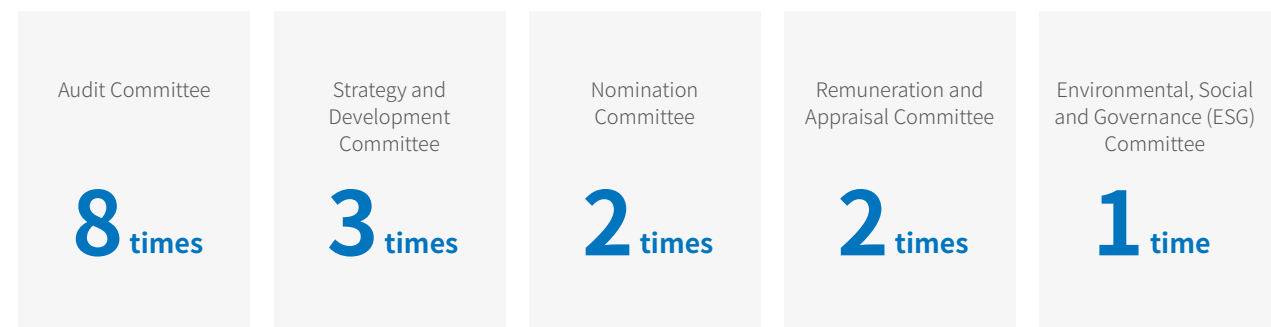 Audit Committee
8 times
Strategy and
Development
Committee
3 times
Nomination
Committee
2 times
Remuneration and
Appraisal Committee
2 times
Environmental, Social
and Governance (ESG)
Committee
1 time